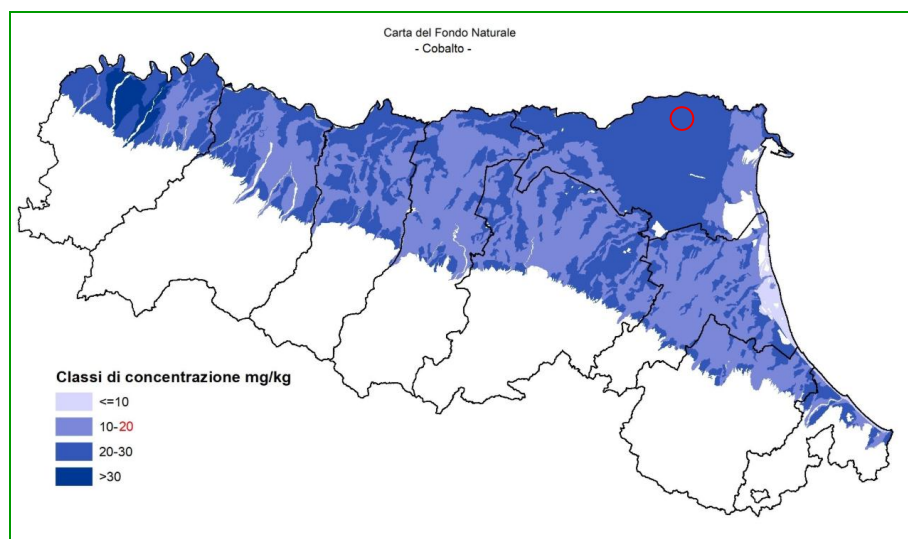 Carta del Fondo Naturale
- Cobalto -
Classi di concentrazione mg/kg
<=10
10-20
20-30
>30